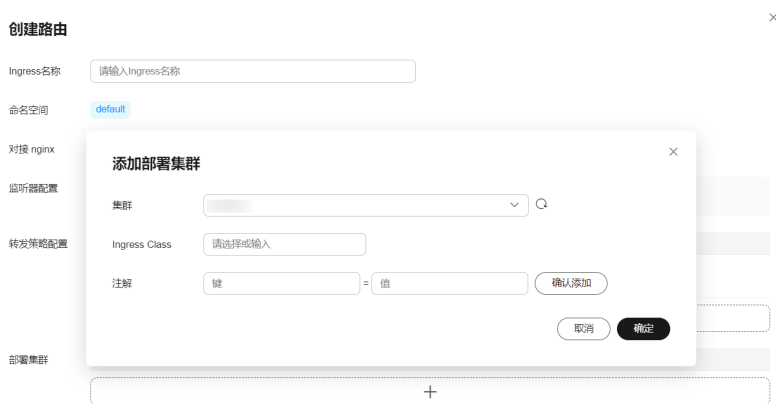 创建路由
Ingress名称 请输入Ingress名称
命名空间 default
对接 nginx
监听器配置
转发策略配置
部署集群
添加部署集群
集群
Ingress Class 请选择或输入
注解 键 = 值 确认添加
取消 确定